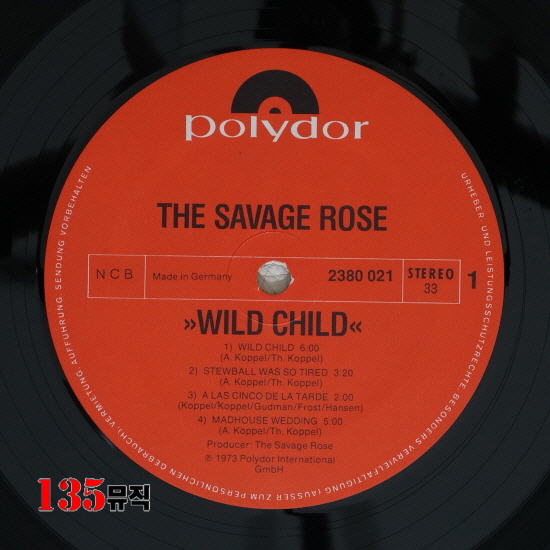 polydor
THE SAVAGE ROSE
NCB
Made in Germany
2380 021
STEREO
33
1
»WILD CHILD«
1) WILD CHILD 6:00
(A. Koppel/Th. Koppel)
2) STEWBALL WAS SO TIRED 3:20
(A. Koppel/Th. Koppel)
3) A LAS CINCO DE LA TARDE 2:00
(Koppel/Koppel/Gudman/Frost/Hansen)
4) MADHOUSE WEDDING 5:00
(A. Koppel/Th. Koppel)
Producer: The Savage Rose
℗ 1973 Polydor International
GmbH
URHEBER- UND LEISTUNGSSCHUTZRECHTE, BESONDERS VERVIELFÄLTIGUNG (AUSSER ZUM PERSÖNLICHEN GEBRAUCH), VERMIETUNG, AUFFÜHRUNG, SENDUNG VORBEHALTEN
135뮤직